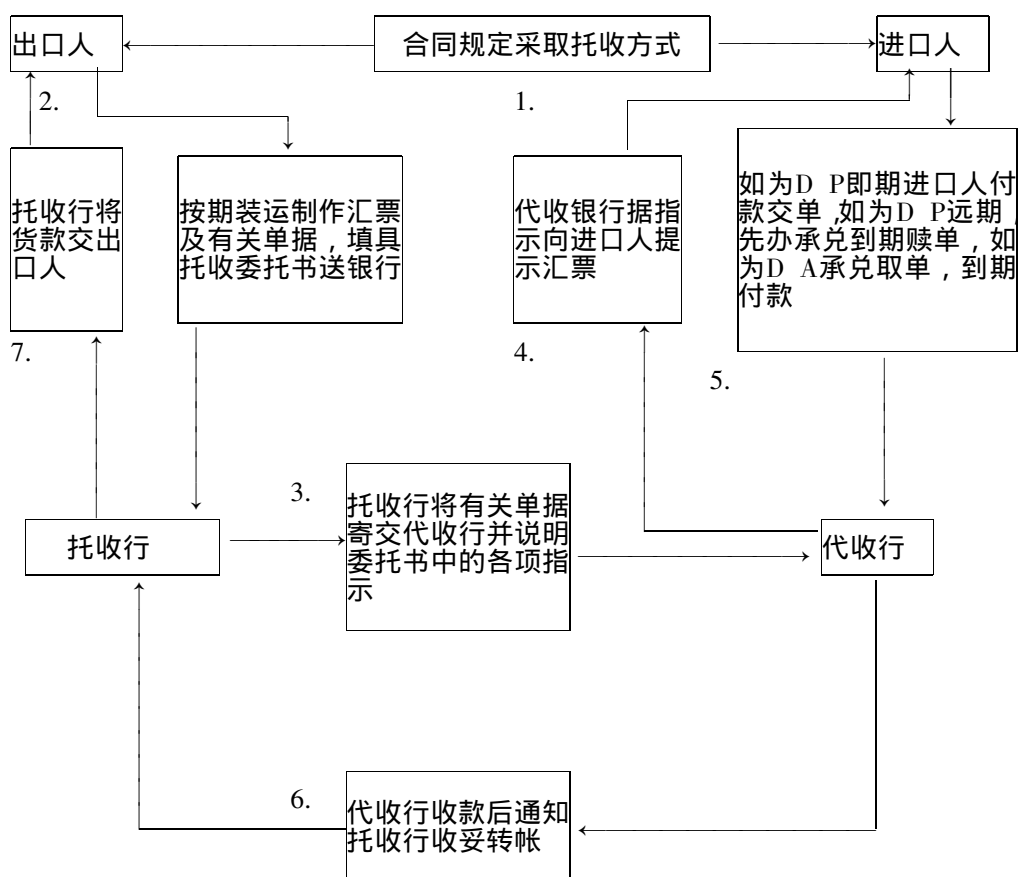 出口人
合同规定采取托收方式
进口人
2.
1.
托收行将
货款交出
口人
按期装运制作汇票
及有关单据，填具
托收委托书送银行
代收银行据指
示向进口人提
示汇票
如为D P即期进口人付
款交单,如为D P远期,
先办承兑到期赎单，如
为D A承兑取单，到期
付款
7.
4.
5.
3.
托收行将有关单据
寄交代收行并说明
委托书中的各项指
示
托收行
代收行
6.
代收行收款后通知
托收行收妥转帐